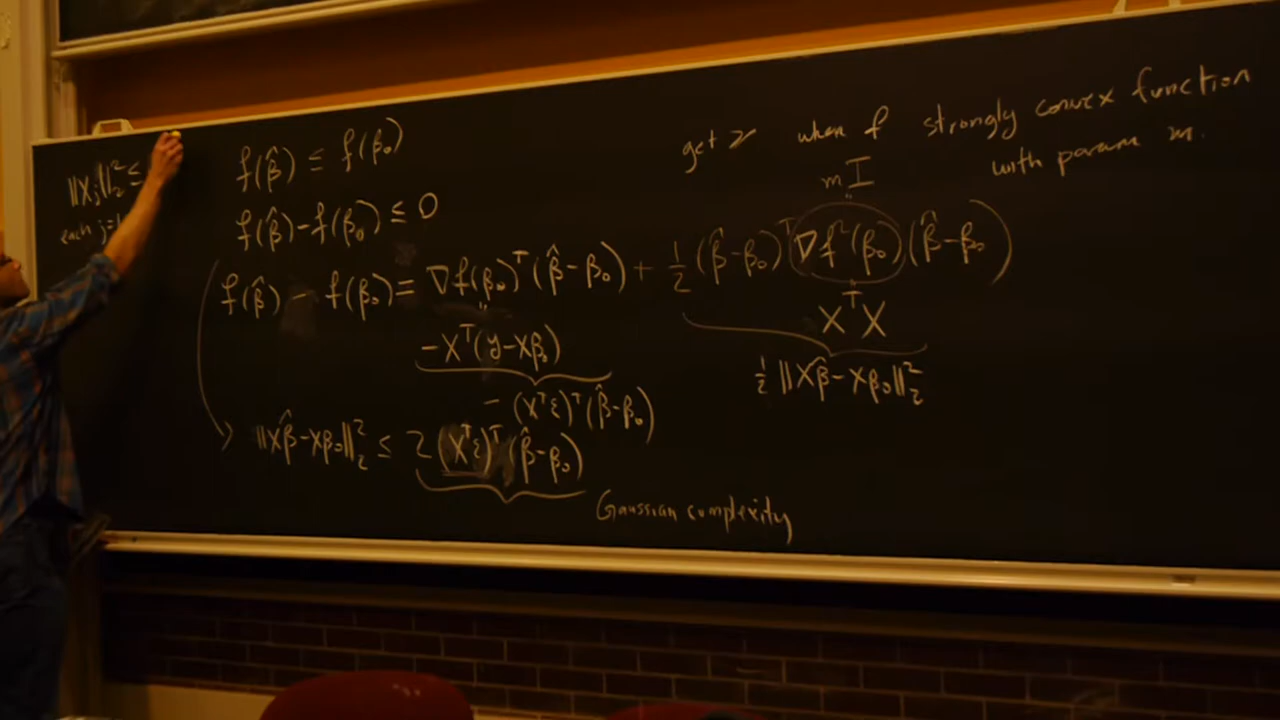 ‖Xⱼ‖₂² ≤
each j=
f(β̂) ≤ f(β₀)
f(β̂) − f(β₀) ≤ 0
f(β̂) − f(β₀) = ∇f(β₀)ᵀ(β̂−β₀) + ½(β̂−β₀)ᵀ∇f²(β₀)(β̂−β₀)
"
−Xᵀ(y−Xβ₀)
−(Xᵀε)ᵀ(β̂−β₀)
‖Xβ̂−Xβ₀‖₂² ≤ 2(Xᵀε)ᵀ(β̂−β₀)
Gaussian complexity
get ≥ when f strongly convex function
with param m.
mI
"
XᵀX
½‖Xβ̂−Xβ₀‖₂²